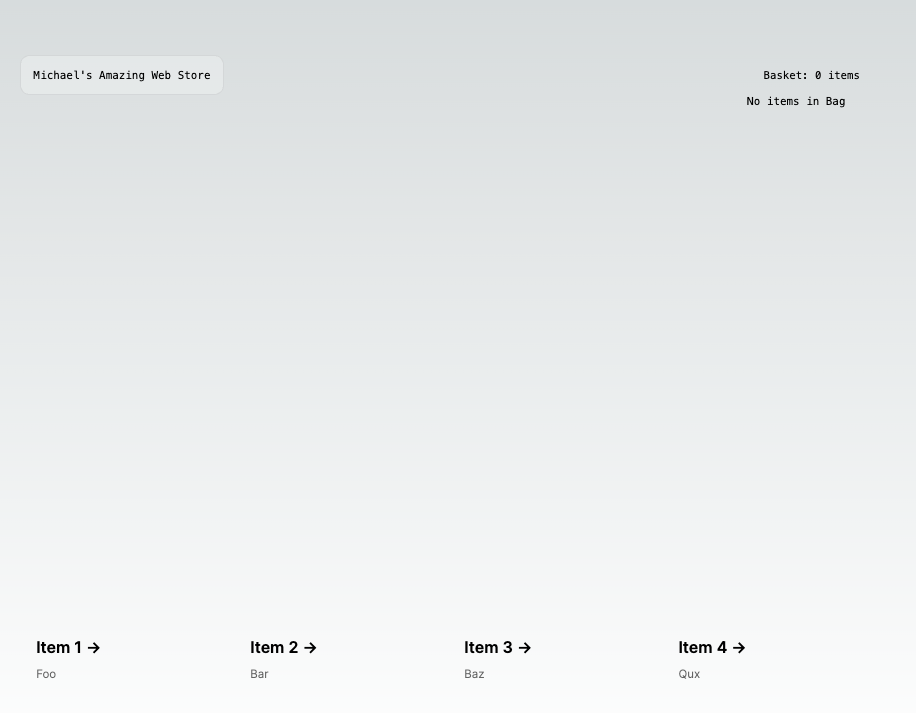 Michael's Amazing Web Store
Basket: 0 items
No items in Bag
Item 1 →
Foo
Item 2 →
Bar
Item 3 →
Baz
Item 4 →
Qux